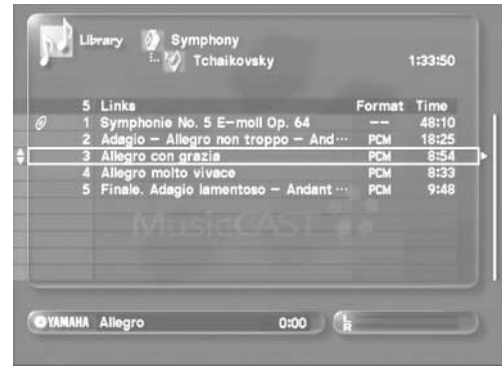 Library Symphony
Tchaikovsky 1:33:50
5 Links Format Time
1 Symphonie No. 5 E-moll Op. 64 -- 48:10
2 Adagio - Allegro non troppo - And··· PCM 18:25
3 Allegro con grazia PCM 8:54
4 Allegro molto vivace PCM 8:33
5 Finale. Adagio lamentoso - Andant ··· PCM 9:48
MusicCAST
YAMAHA Allegro 0:00 L
R